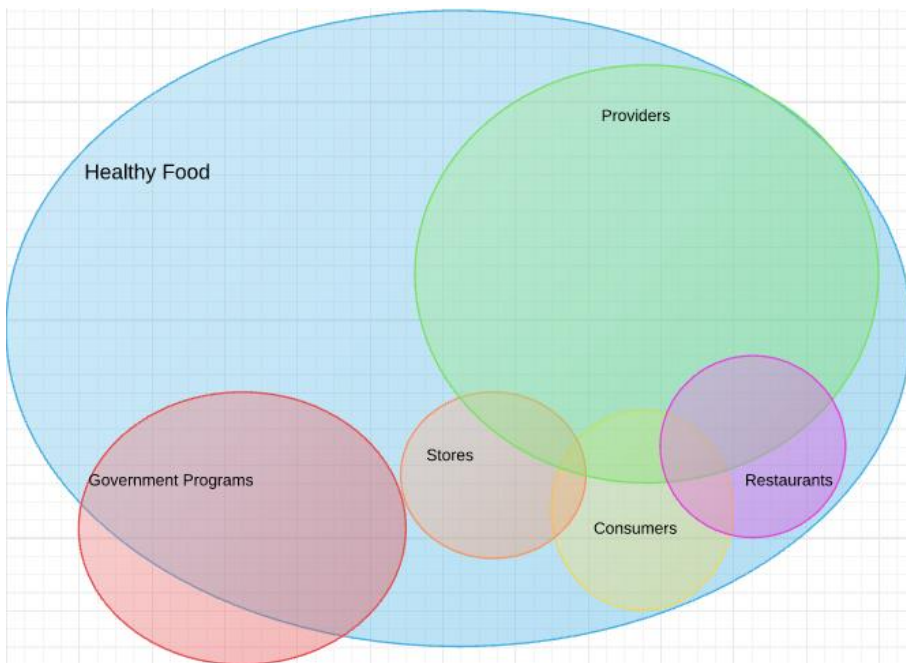 Providers
Healthy Food
Stores
Government Programs
Restaurants
Consumers